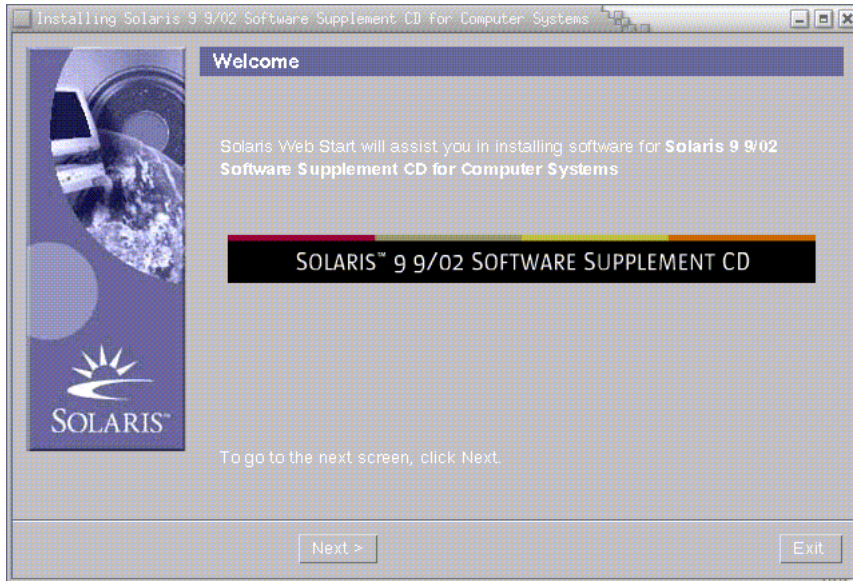 Installing Solaris 9 9/02 Software Supplement CD for Computer Systems
Welcome
Solaris Web Start will assist you in installing software for Solaris 9 9/02
Software Supplement CD for Computer Systems
SOLARIS™ 9 9/02 SOFTWARE SUPPLEMENT CD
SOLARIS™
To go to the next screen, click Next.
Next >
Exit